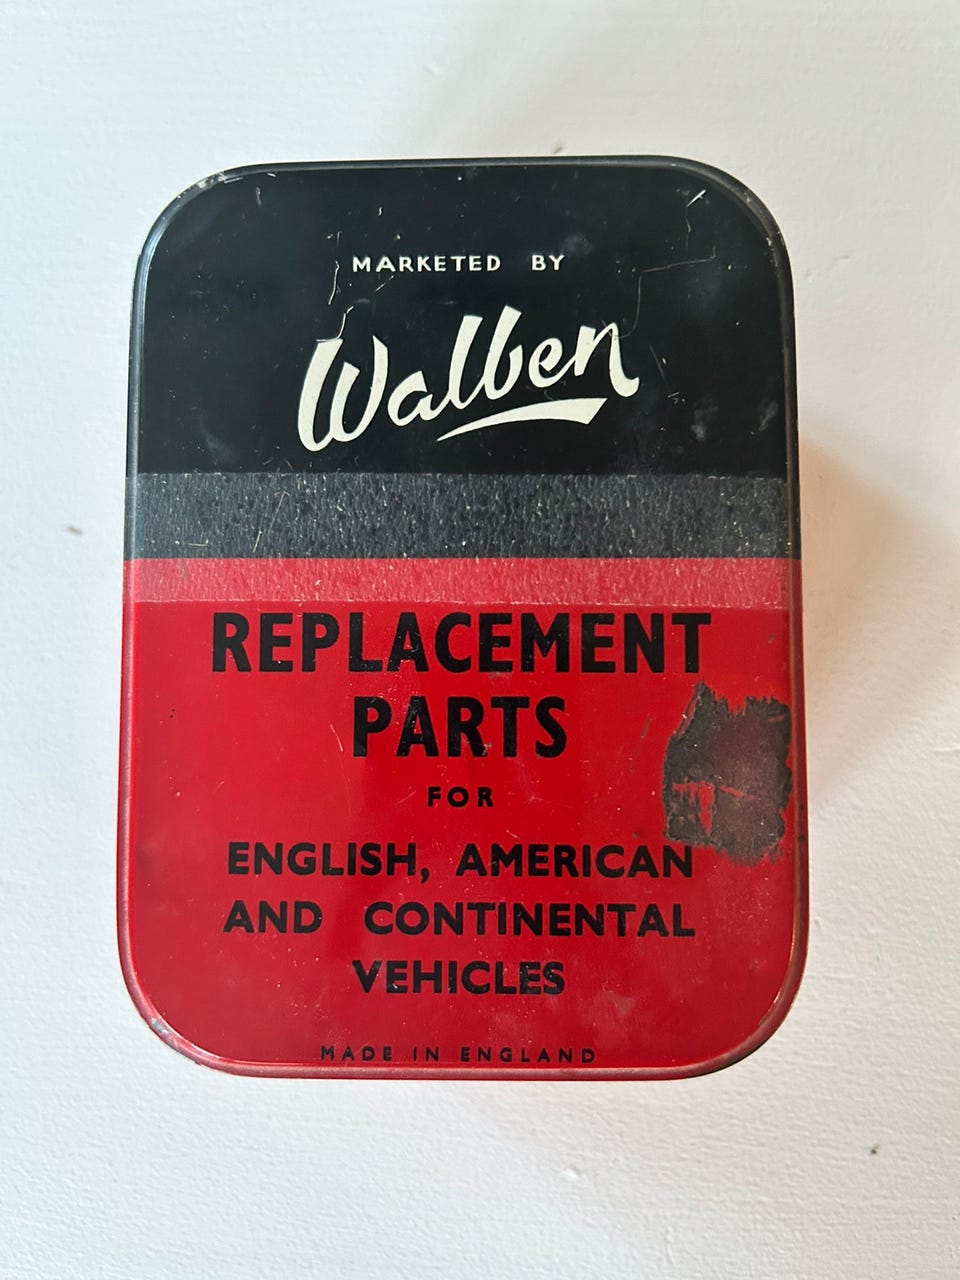 MARKETED BY
Walben
REPLACEMENT
PARTS
FOR
ENGLISH, AMERICAN
AND CONTINENTAL
VEHICLES
MADE IN ENGLAND